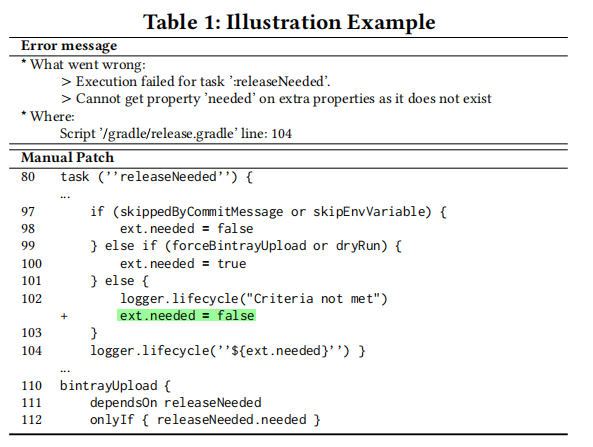 Table 1: Illustration Example
Error message
* What went wrong:
> Execution failed for task ':releaseNeeded'.
> Cannot get property 'needed' on extra properties as it does not exist
* Where:
Script '/gradle/release.gradle' line: 104
Manual Patch
80 task (''releaseNeeded'') {
...
97 if (skippedByCommitMessage or skipEnvVariable) {
98 ext.needed = false
99 } else if (forceBintrayUpload or dryRun) {
100 ext.needed = true
101 } else {
102 logger.lifecycle("Criteria not met")
+ ext.needed = false
103 }
104 logger.lifecycle(''${ext.needed}'') }
...
110 bintrayUpload {
111 dependsOn releaseNeeded
112 onlyIf { releaseNeeded.needed }